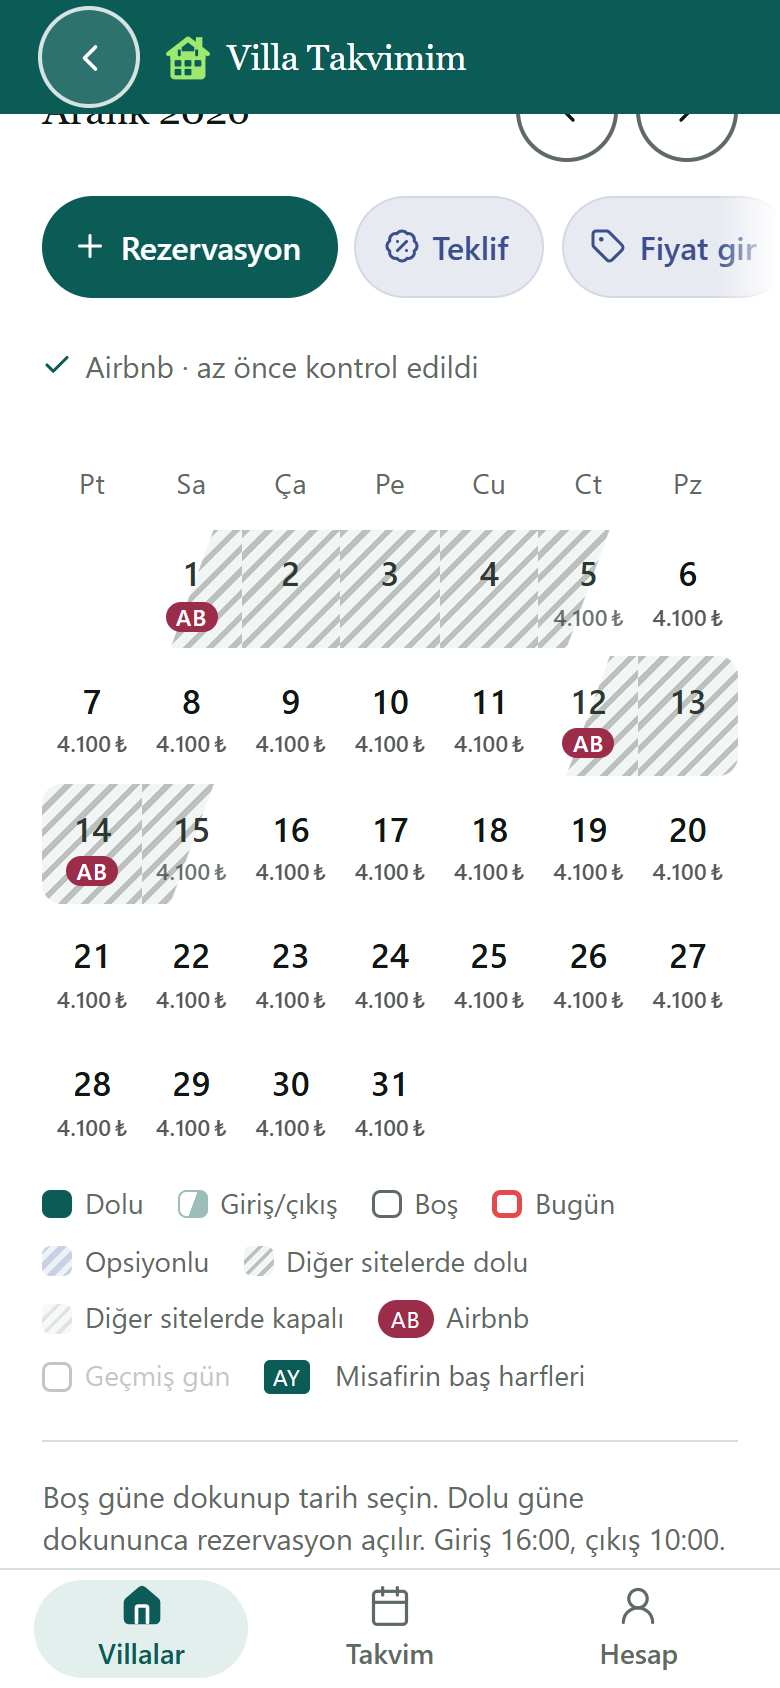 Villa Takvimim
Aralık 2026
Rezervasyon
Teklif
Fiyat gir
Airbnb · az önce kontrol edildi
Pt Sa Ça Pe Cu Ct Pz
1 2 3 4 5 6
AB 4.100 ₺ 4.100 ₺
7 8 9 10 11 12 13
4.100 ₺ 4.100 ₺ 4.100 ₺ 4.100 ₺ 4.100 ₺ AB
14 15 16 17 18 19 20
AB 4.100 ₺ 4.100 ₺ 4.100 ₺ 4.100 ₺ 4.100 ₺ 4.100 ₺
21 22 23 24 25 26 27
4.100 ₺ 4.100 ₺ 4.100 ₺ 4.100 ₺ 4.100 ₺ 4.100 ₺ 4.100 ₺
28 29 30 31
4.100 ₺ 4.100 ₺ 4.100 ₺ 4.100 ₺
Dolu Giriş/çıkış Boş Bugün
Opsiyonlu Diğer sitelerde dolu
Diğer sitelerde kapalı AB Airbnb
Geçmiş gün AY Misafirin baş harfleri
Boş güne dokunup tarih seçin. Dolu güne
dokununca rezervasyon açılır. Giriş 16:00, çıkış 10:00.
Villalar Takvim Hesap